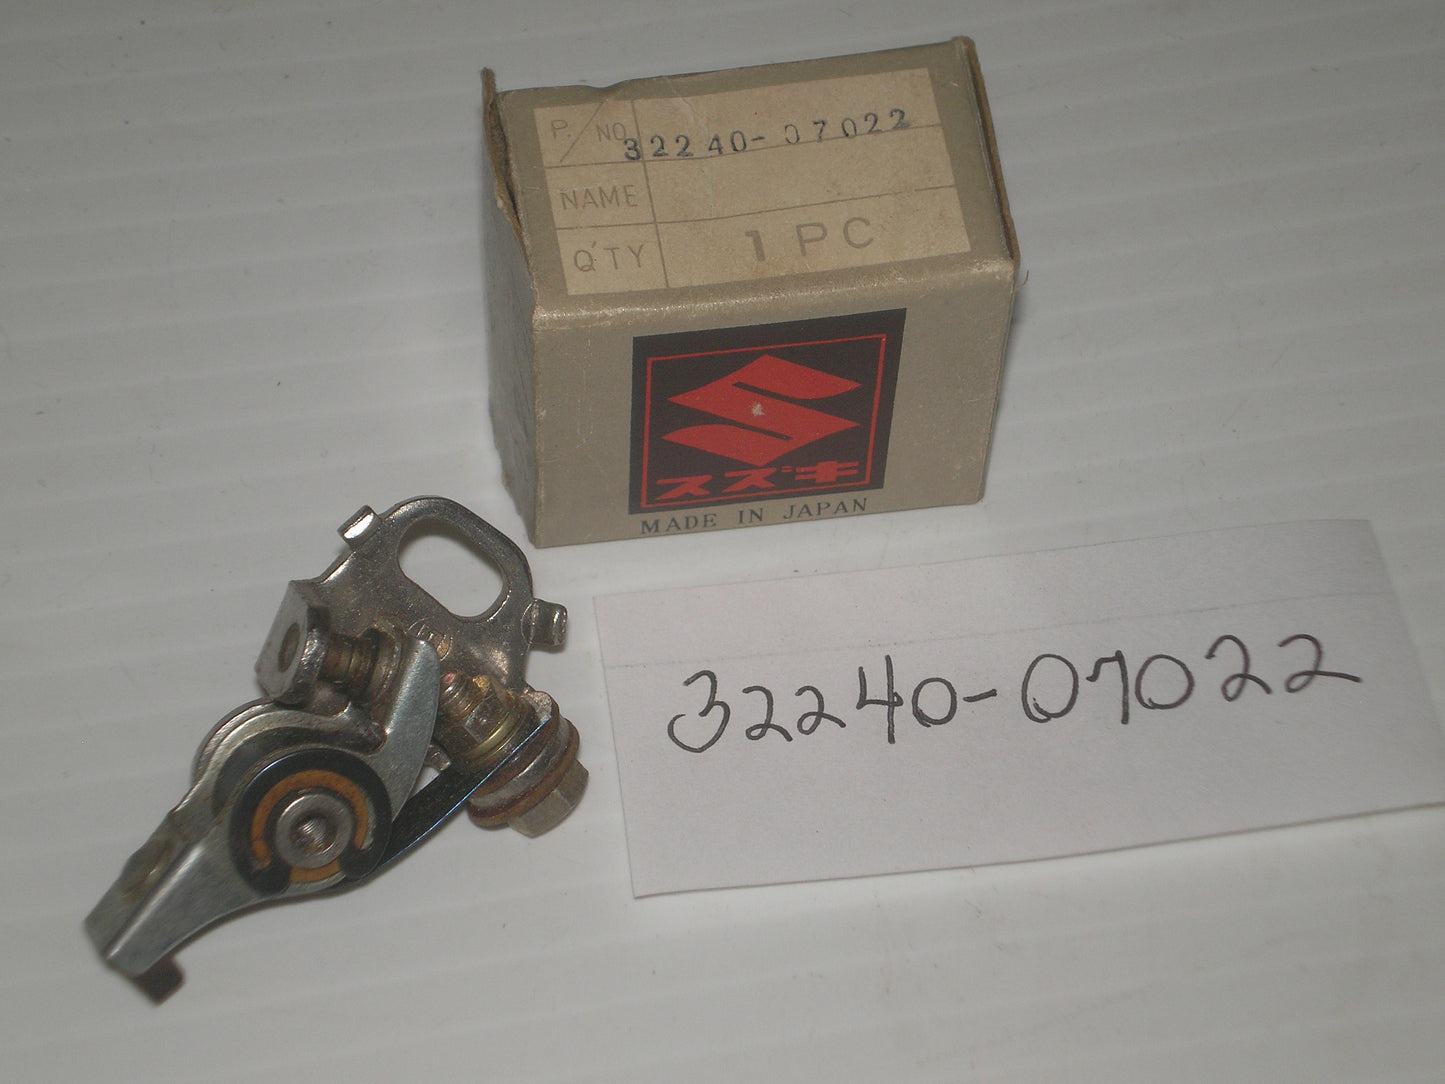 P. NO. 32240-07022
NAME
Q'TY 1 PC
スズキ
MADE IN JAPAN
32240-07022